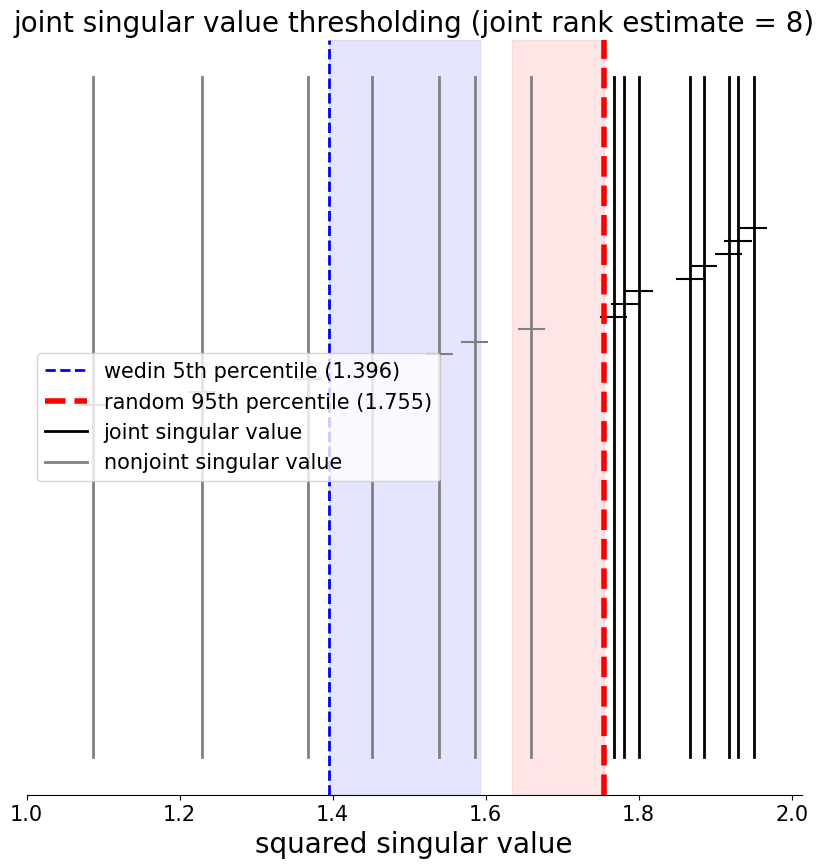 joint singular value thresholding (joint rank estimate = 8)
wedin 5th percentile (1.396)
random 95th percentile (1.755)
joint singular value
nonjoint singular value
1.0 1.2 1.4 1.6 1.8 2.0
squared singular value